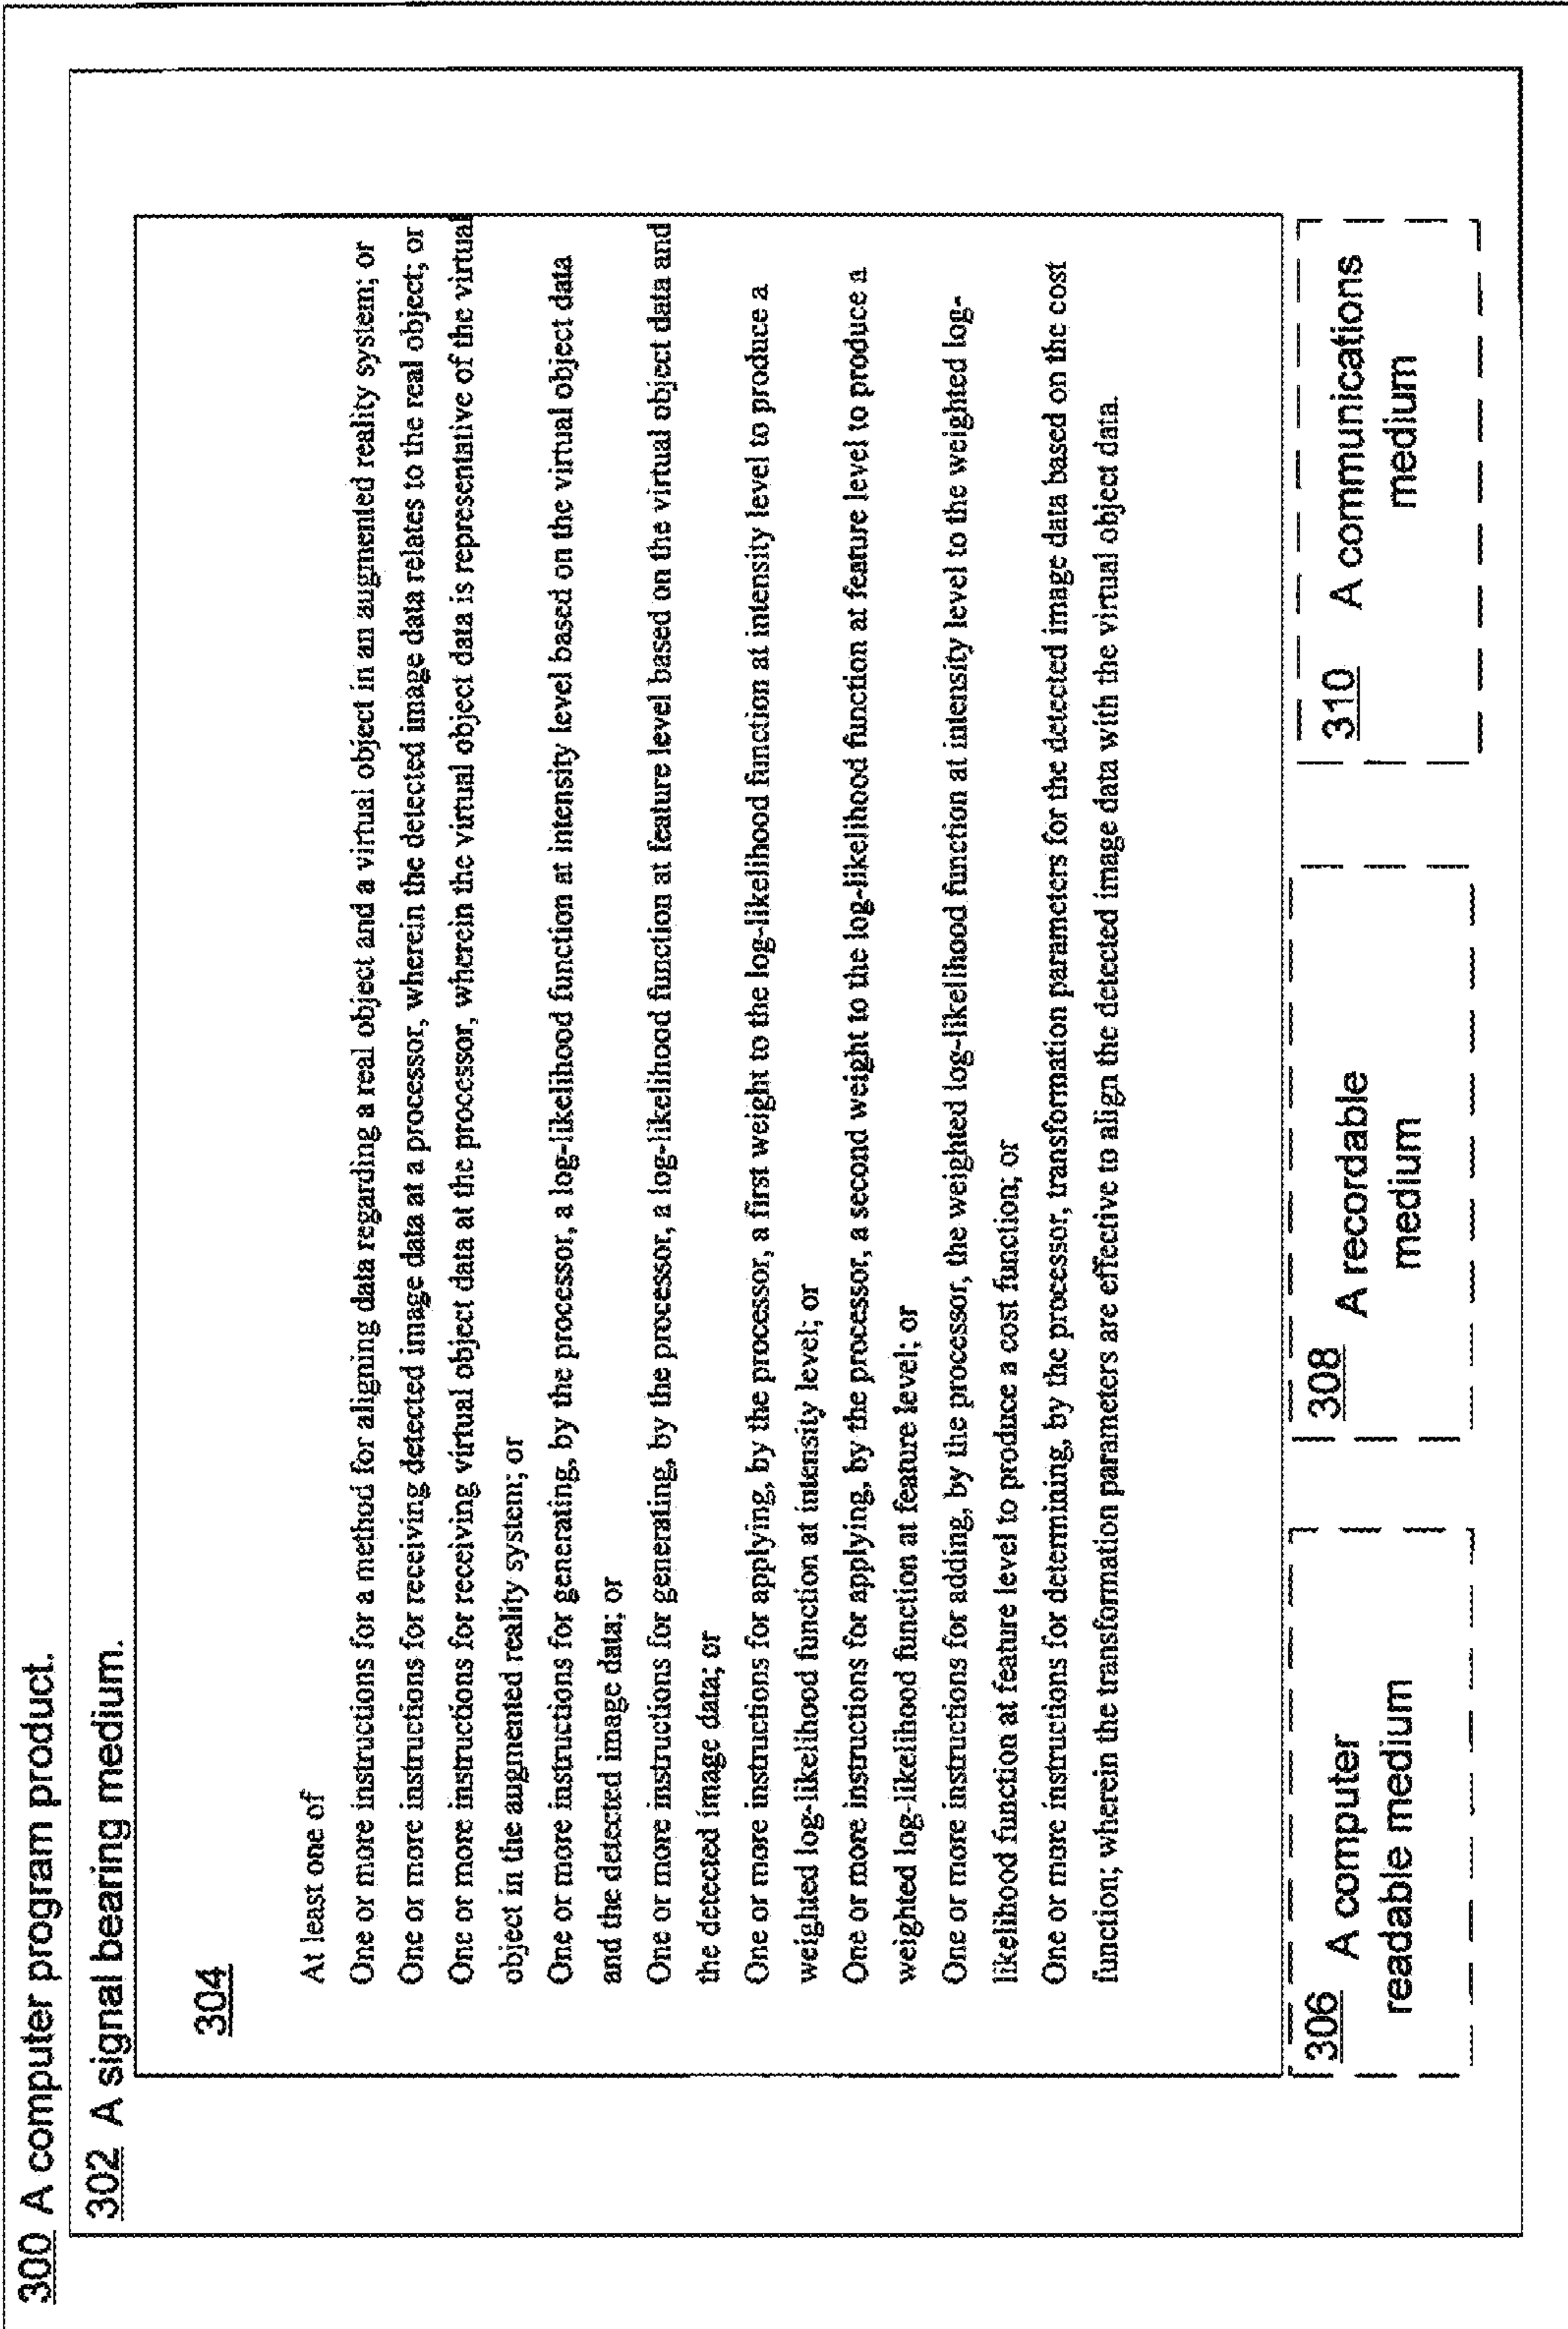 300 A computer program product.
302 A signal bearing medium.
304
At least one of
One or more instructions for a method for aligning data regarding a real object and a virtual object in an augmented reality system; or
One or more instructions for receiving detected image data at a processor, wherein the detected image data relates to the real object; or
One or more instructions for receiving virtual object data at the processor, wherein the virtual object data is representative of the virtual
object in the augmented reality system; or
One or more instructions for generating, by the processor, a log-likelihood function at intensity level based on the virtual object data
and the detected image data; or
One or more instructions for generating, by the processor, a log-likelihood function at feature level based on the virtual object data and
the detected image data; or
One or more instructions for applying, by the processor, a first weight to the log-likelihood function at intensity level to produce a
weighted log-likelihood function at intensity level; or
One or more instructions for applying, by the processor, a second weight to the log-likelihood function at feature level to produce a
weighted log-likelihood function at feature level; or
One or more instructions for adding, by the processor, the weighted log-likelihood function at intensity level to the weighted log-
likelihood function at feature level to produce a cost function; or
One or more instructions for determining, by the processor, transformation parameters for the detected image data based on the cost
function; wherein the transformation parameters are effective to align the detected image data with the virtual object data.
306 A computer
readable medium
308 A recordable
medium
310 A communications
medium